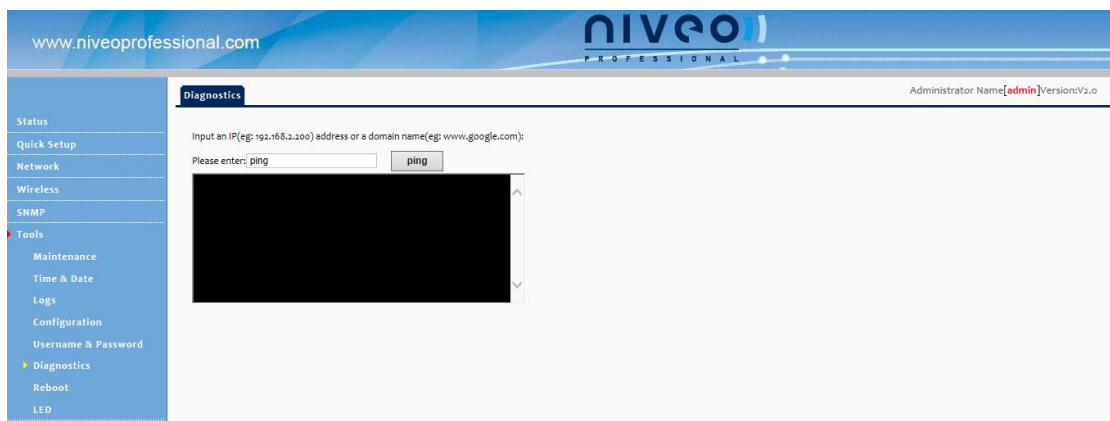 www.niveoprofessional.com
niveo
PROFESSIONAL
Diagnostics
Administrator Name[admin]Version:V2.0
Status
Quick Setup
Network
Wireless
SNMP
Tools
Maintenance
Time & Date
Logs
Configuration
Username & Password
Diagnostics
Reboot
LED
Input an IP(eg: 192.168.2.200) address or a domain name(eg: www.google.com):
Please enter: ping ping